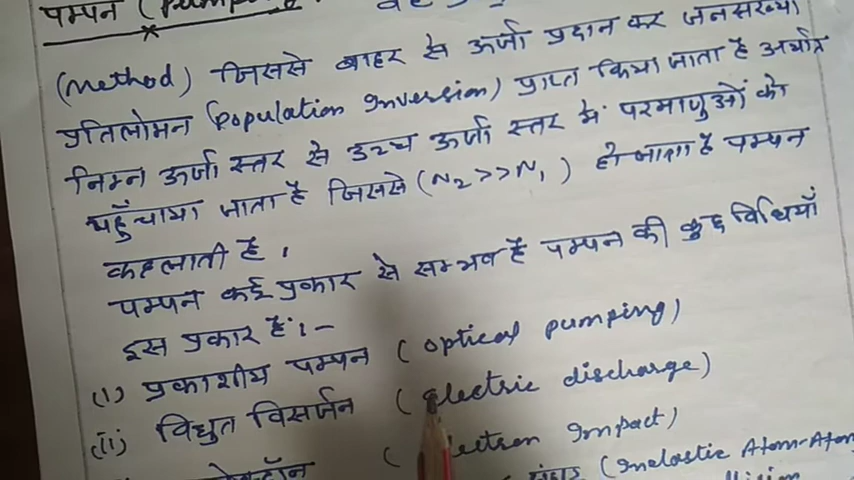 पम्पन (Pumping)
(Method) जिससे बाहर से ऊर्जा प्रदान कर जनसंख्या
प्रतिलोमन (Population Inversion) प्राप्त किया जाता है अर्थात
निम्न ऊर्जा स्तर से उच्च ऊर्जा स्तर में परमाणुओं को
पहुँचाया जाता है जिससे (N₂ >> N₁) हो जाता है पम्पन
कहलाती है।
पम्पन कई प्रकार से सम्भव है पम्पन की कुछ विधियाँ
इस प्रकार हैं:-
(i) प्रकाशीय पम्पन (Optical pumping)
(ii) विधुत विसर्जन (Electric discharge)
Impact)
(Inelastic Atom-Atom